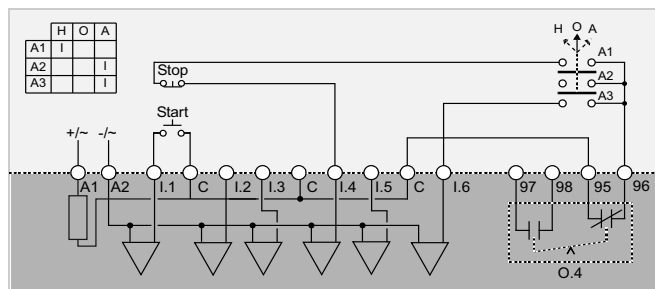 H O A
A1 I
A2 I
A3 I
H O A
A1
A2
A3
Stop
Start
+/~ -/~
A1 A2 I.1 C I.2 I.3 C I.4 I.5 C I.6 97 98 95 96
O.4